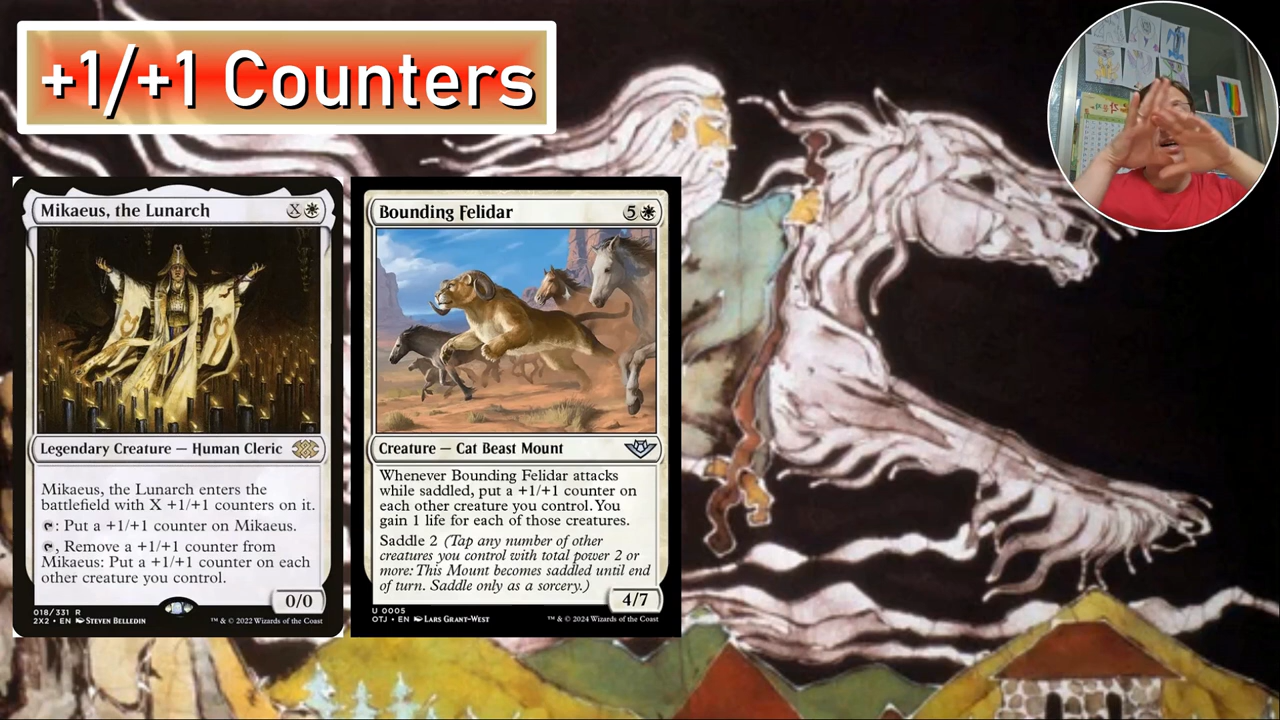 +1/+1 Counters
Mikaeus, the Lunarch X
Legendary Creature — Human Cleric
Mikaeus, the Lunarch enters the
battlefield with X +1/+1 counters on it.
: Put a +1/+1 counter on Mikaeus.
, Remove a +1/+1 counter from
Mikaeus: Put a +1/+1 counter on each
other creature you control.
0/0
018/331 R
2X2 • EN Steven Belledin ™ & © 2022 Wizards of the Coast
Bounding Felidar 5
Creature — Cat Beast Mount
Whenever Bounding Felidar attacks
while saddled, put a +1/+1 counter on
each other creature you control. You
gain 1 life for each of those creatures.
Saddle 2 (Tap any number of other
creatures you control with total power 2 or
more: This Mount becomes saddled until end
of turn. Saddle only as a sorcery.)
4/7
U 0005
OTJ • EN Lars Grant-West ™ & © 2024 Wizards of the Coast